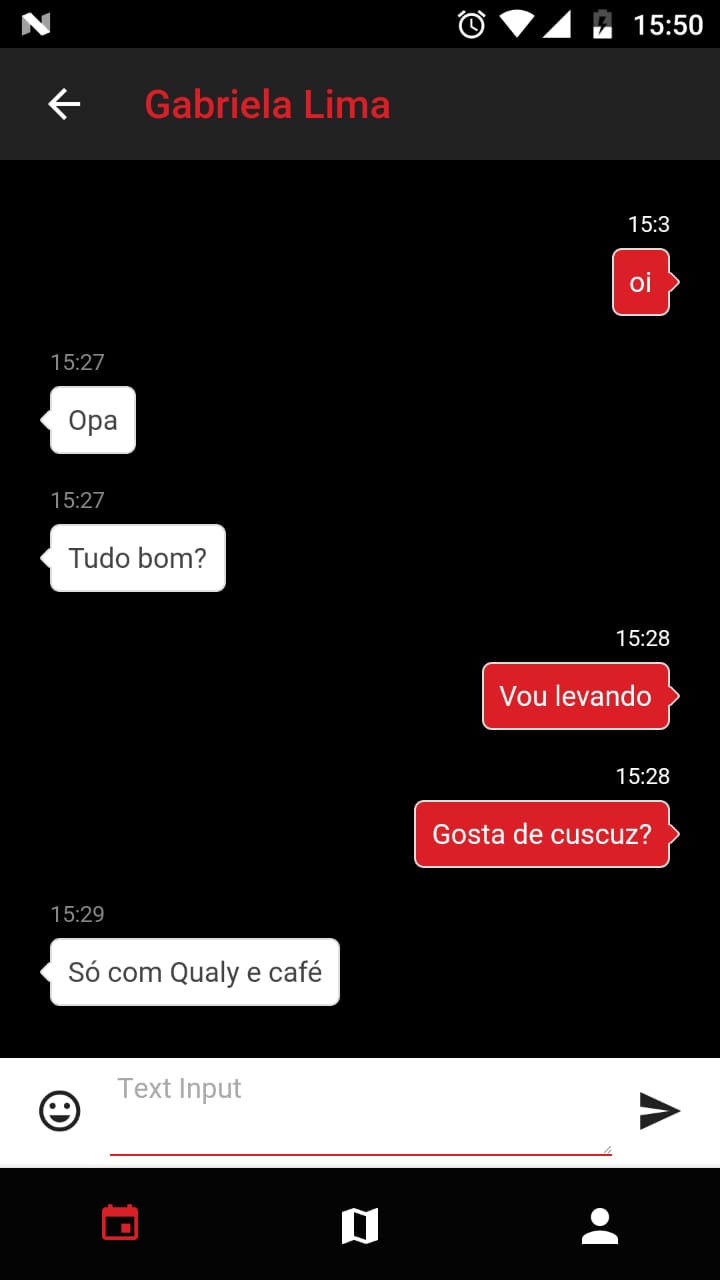 15:50
Gabriela Lima
15:3
oi
15:27
Opa
15:27
Tudo bom?
15:28
Vou levando
15:28
Gosta de cuscuz?
15:29
Só com Qualy e café
Text Input